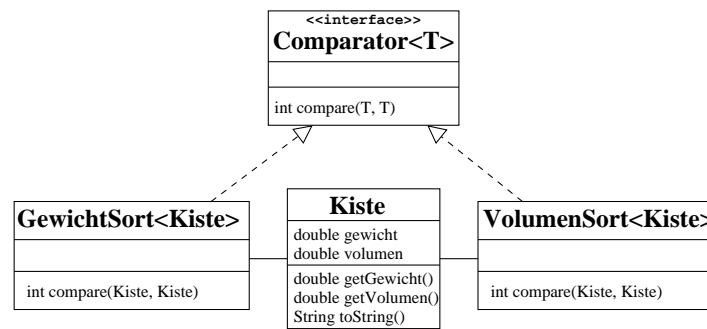 <<interface>>
Comparator<T>
int compare(T, T)
GewichtSort<Kiste>
int compare(Kiste, Kiste)
Kiste
double gewicht
double volumen
double getGewicht()
double getVolumen()
String toString()
VolumenSort<Kiste>
int compare(Kiste, Kiste)